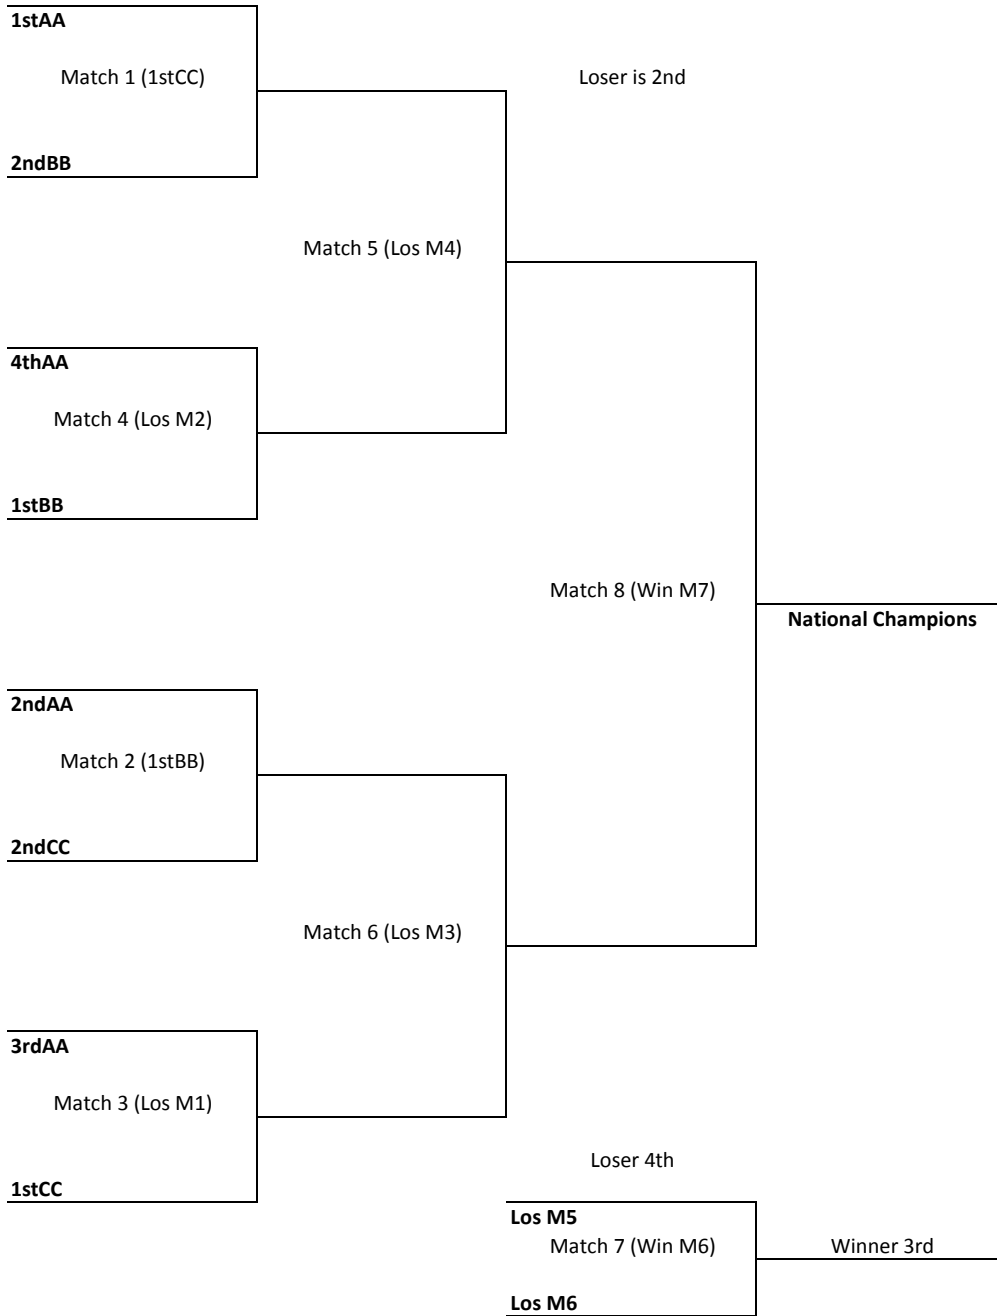 1stAA
Match 1 (1stCC)
Loser is 2nd
2ndBB
Match 5 (Los M4)
4thAA
Match 4 (Los M2)
1stBB
Match 8 (Win M7)
National Champions
2ndAA
Match 2 (1stBB)
2ndCC
Match 6 (Los M3)
3rdAA
Match 3 (Los M1)
Loser 4th
1stCC
Los M5
Match 7 (Win M6)
Winner 3rd
Los M6